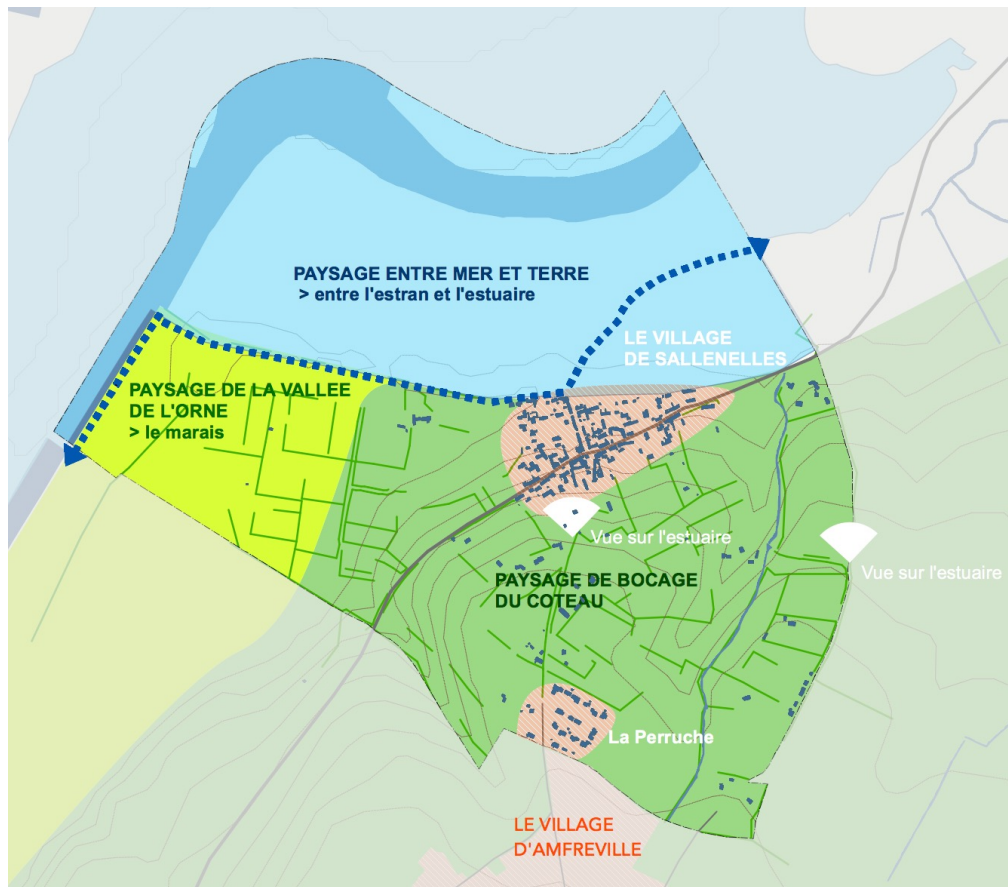 PAYSAGE ENTRE MER ET TERRE
> entre l'estran et l'estuaire
LE VILLAGE
DE SALLENELLES
PAYSAGE DE LA VALLEE
DE L'ØRNE
> le marais
Vue sur l'estuaire
Vue sur l'estuaire
PAYSAGE DE BOCAGE
DU COTEAU
La Perruche
LE VILLAGE
D'AMFREVILLE